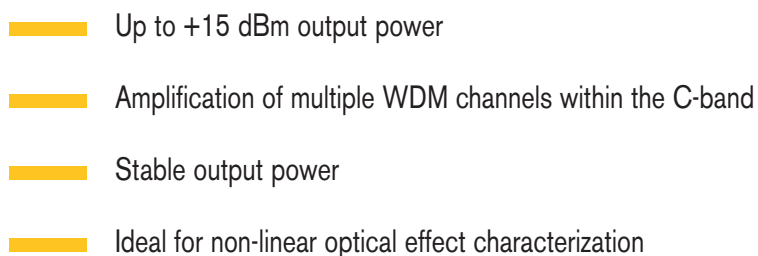 Up to +15 dBm output power
Amplification of multiple WDM channels within the C-band
Stable output power
Ideal for non-linear optical effect characterization